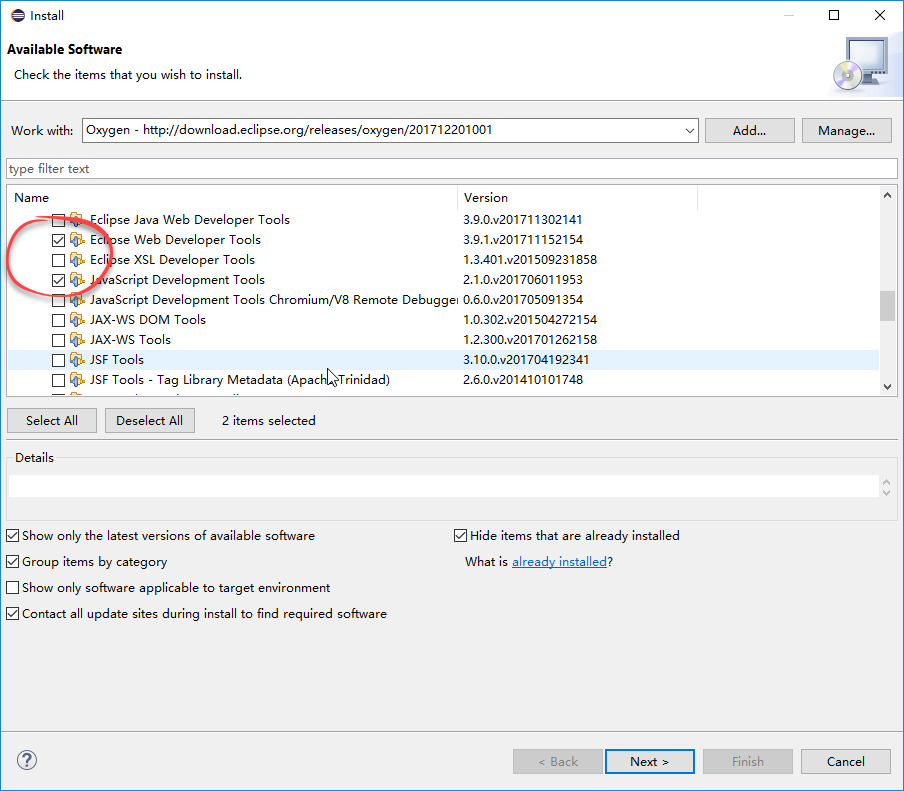 Install
Available Software
Check the items that you wish to install.
Work with: Oxygen - http://download.eclipse.org/releases/oxygen/201712201001 Add... Manage...
type filter text
Name Version
Eclipse Java Web Developer Tools 3.9.0.v201711302141
Eclipse Web Developer Tools 3.9.1.v201711152154
Eclipse XSL Developer Tools 1.3.401.v201509231858
JavaScript Development Tools 2.1.0.v201706011953
JavaScript Development Tools Chromium/V8 Remote Debugger 0.6.0.v201705091354
JAX-WS DOM Tools 1.0.302.v201504272154
JAX-WS Tools 1.2.300.v201701262158
JSF Tools 3.10.0.v201704192341
JSF Tools - Tag Library Metadata (Apache Trinidad) 2.6.0.v201410101748
Select All Deselect All 2 items selected
Details
Show only the latest versions of available software Hide items that are already installed
Group items by category What is already installed?
Show only software applicable to target environment
Contact all update sites during install to find required software
? < Back Next > Finish Cancel